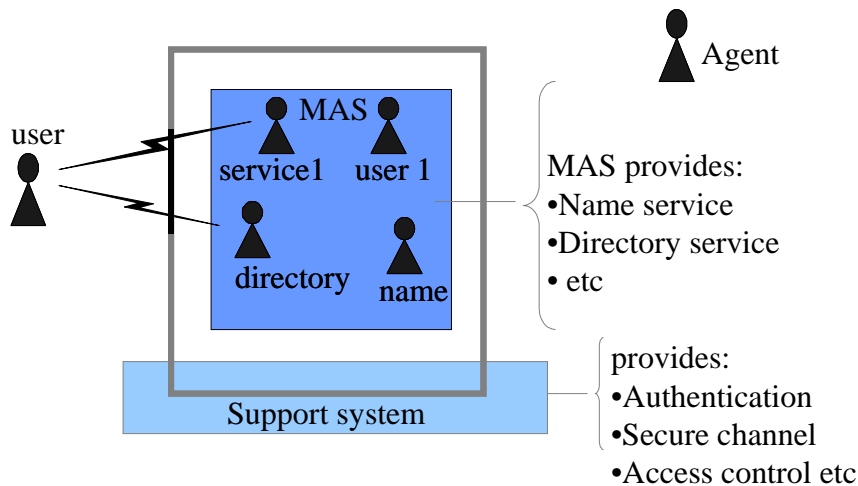 Agent
MAS
user
service1
user 1
directory
name
MAS provides:
•Name service
•Directory service
• etc
Support system
provides:
•Authentication
•Secure channel
•Access control etc